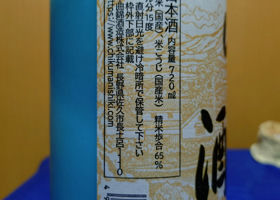 本酒 内容量720㎖
米(国産)、米こうじ(国産米) 精米歩合65%
分15度
直射日光を避け冷暗所で保管して下さい
枠外下部に記載
曲錦酒造株式会社 長野県佐久市長土呂1110
www.chikumanishiki.com/
酒